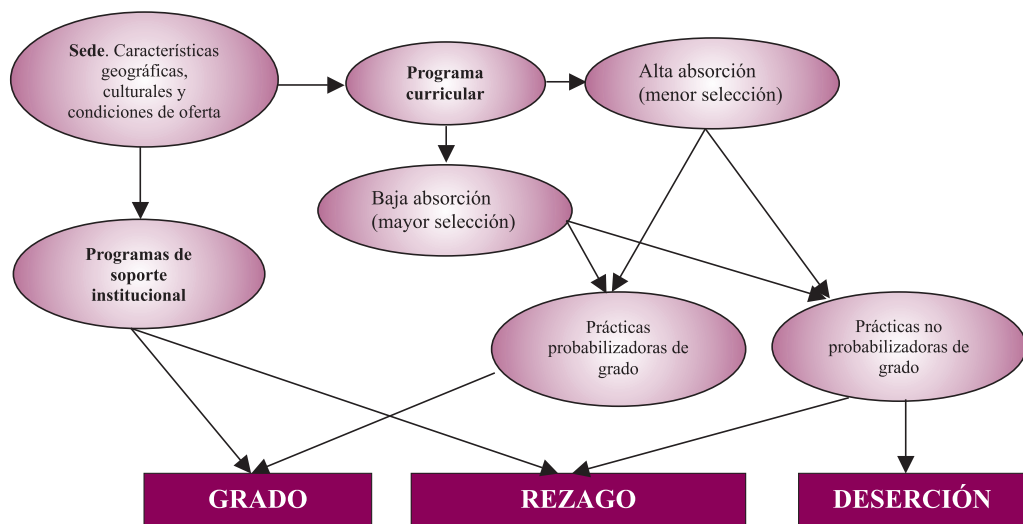 Sede. Características
geográficas,
culturales y
condiciones de oferta
Programa
curricular
Alta absorción
(menor selección)
Baja absorción
(mayor selección)
Programas de
soporte
institucional
Prácticas
probabilizadoras de
grado
Prácticas no
probabilizadoras de
grado
GRADO
REZAGO
DESERCIÓN